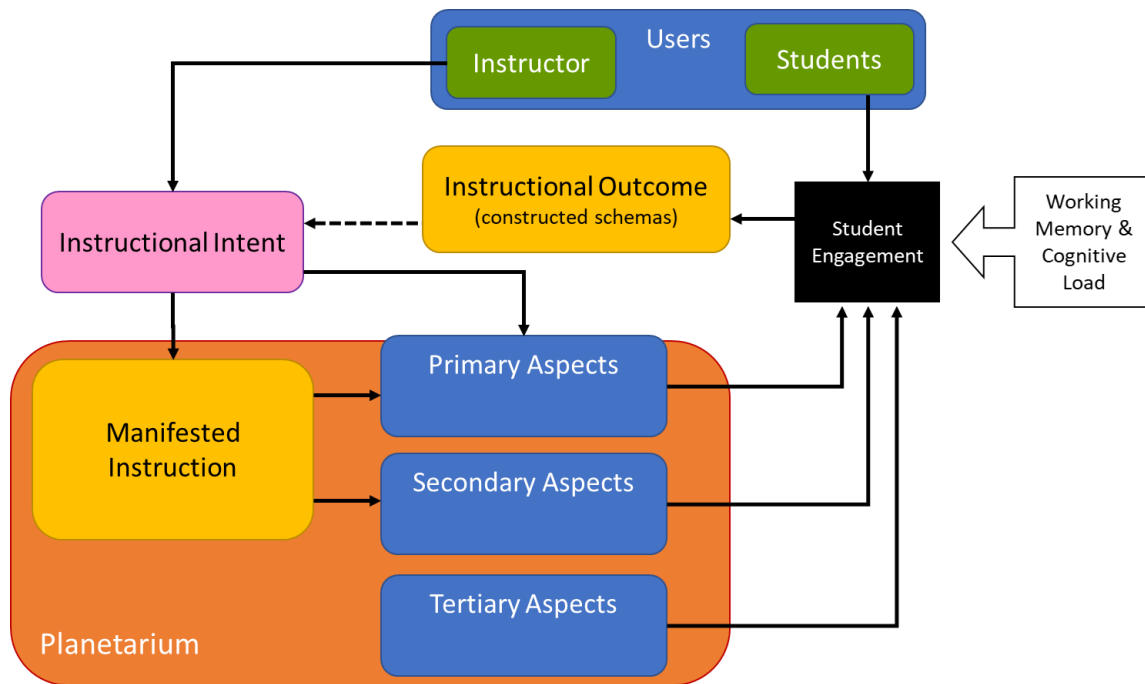 Users
Instructor
Students
Instructional Outcome
(constructed schemas)
Instructional Intent
Student
Engagement
Working
Memory &
Cognitive
Load
Primary Aspects
Manifested
Instruction
Secondary Aspects
Tertiary Aspects
Planetarium